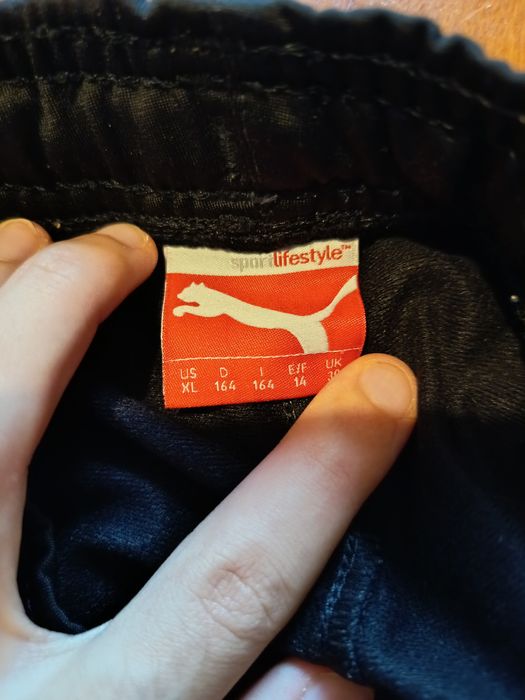 sportlifestyle™
US D I E/F UK
XL 164 164 14